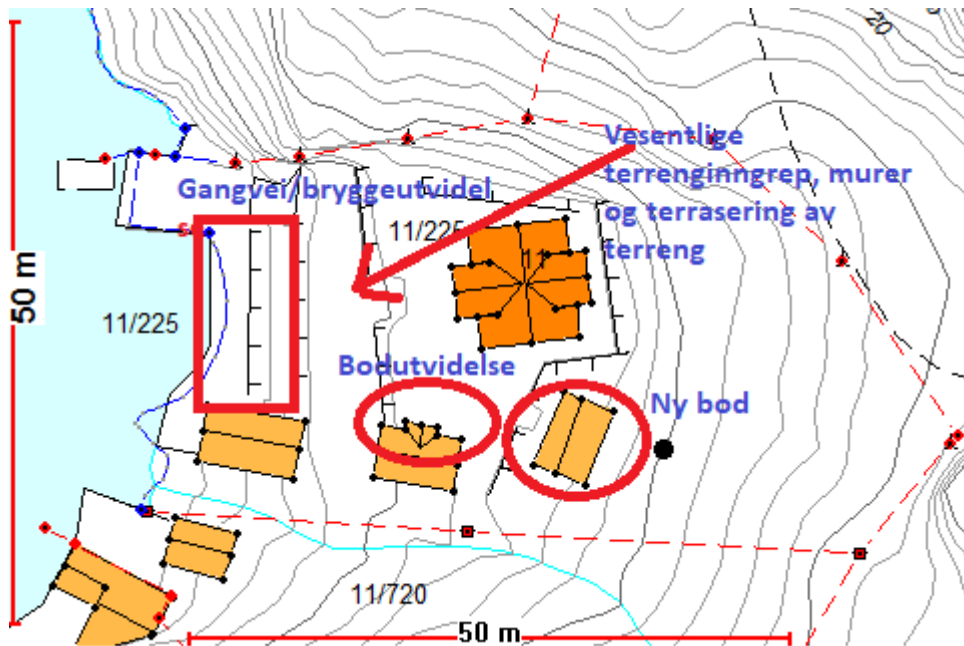 20
Vesentlige
terrenginngrep, murer
og terrasering av
terreng
Gangvei/bryggeutvidel
11/225
11
50 m
11/225
Bodutvidelse
Ny bod
11/720
50 m